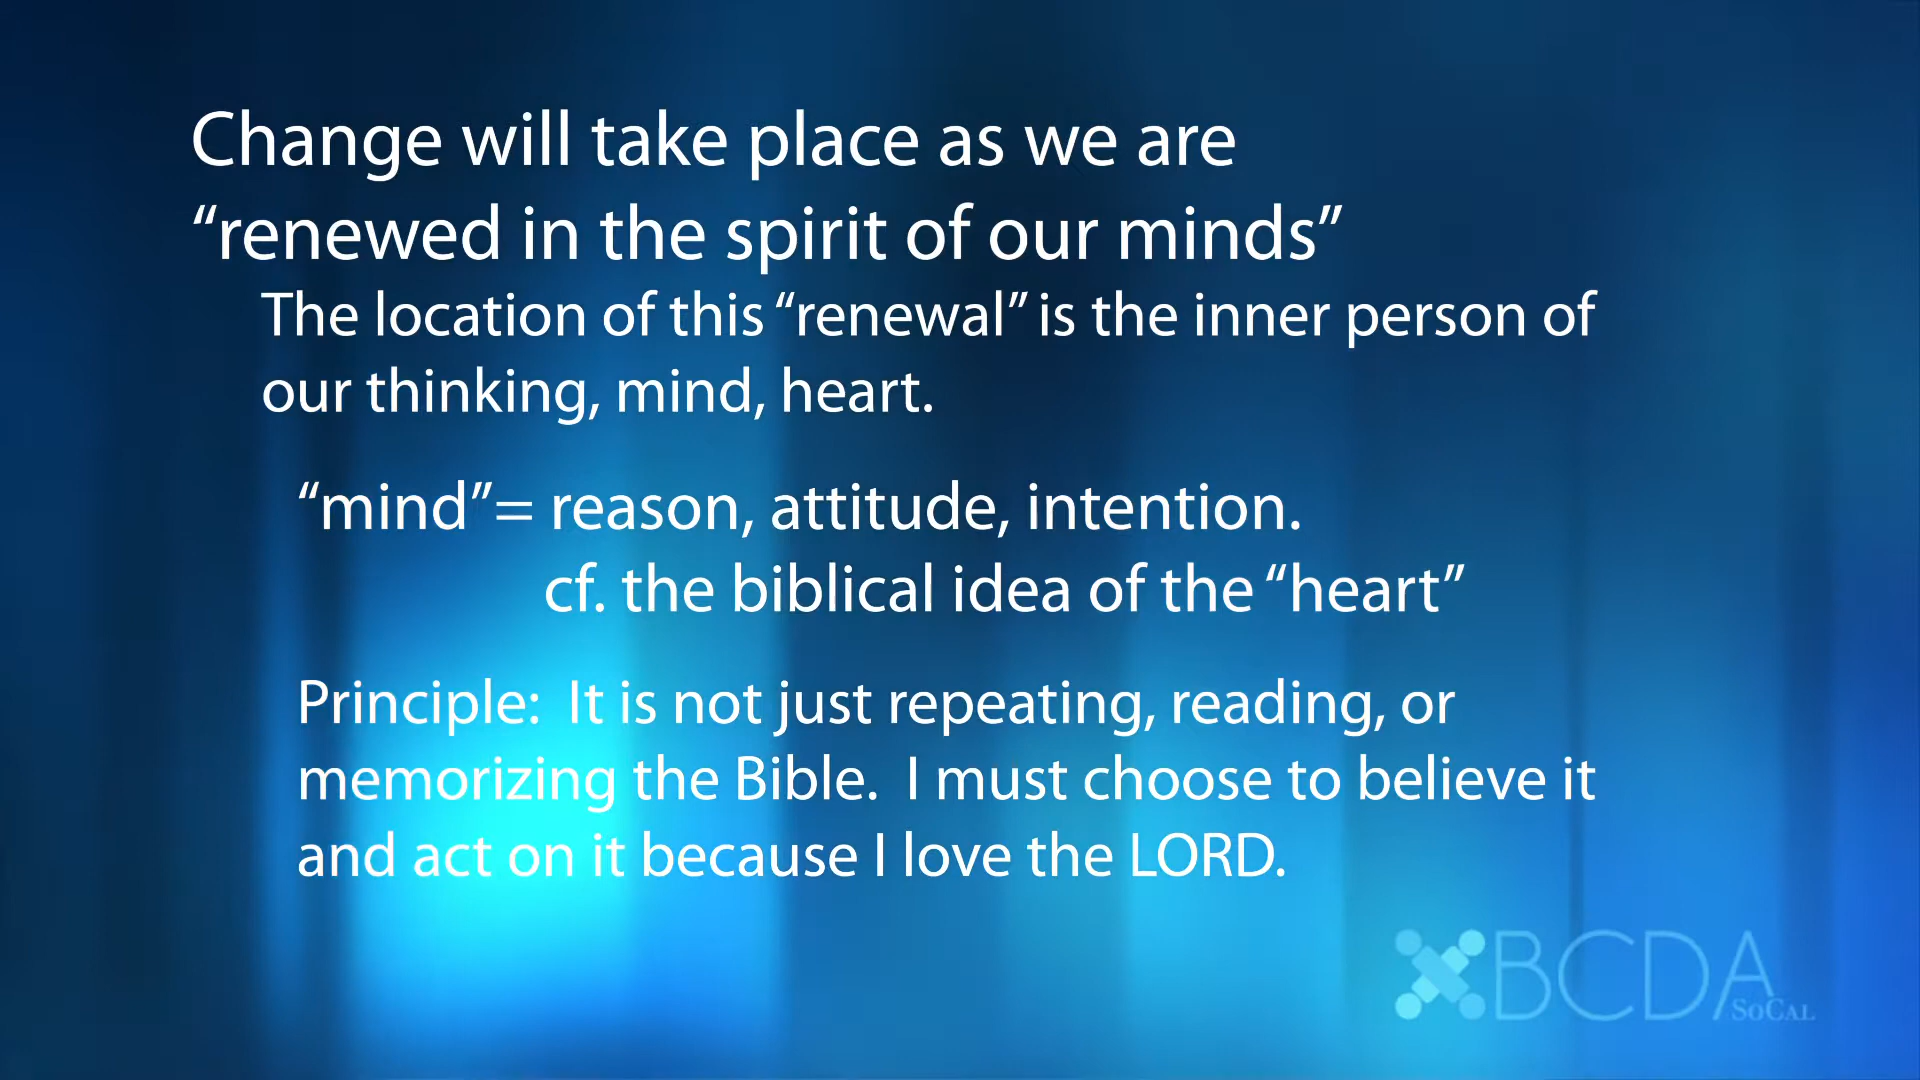 Change will take place as we are
“renewed in the spirit of our minds”
The location of this “renewal” is the inner person of
our thinking, mind, heart.
“mind”= reason, attitude, intention.
cf. the biblical idea of the “heart”
Principle:  It is not just repeating, reading, or
memorizing the Bible.  I must choose to believe it
and act on it because I love the LORD.
BCDA
SoCal